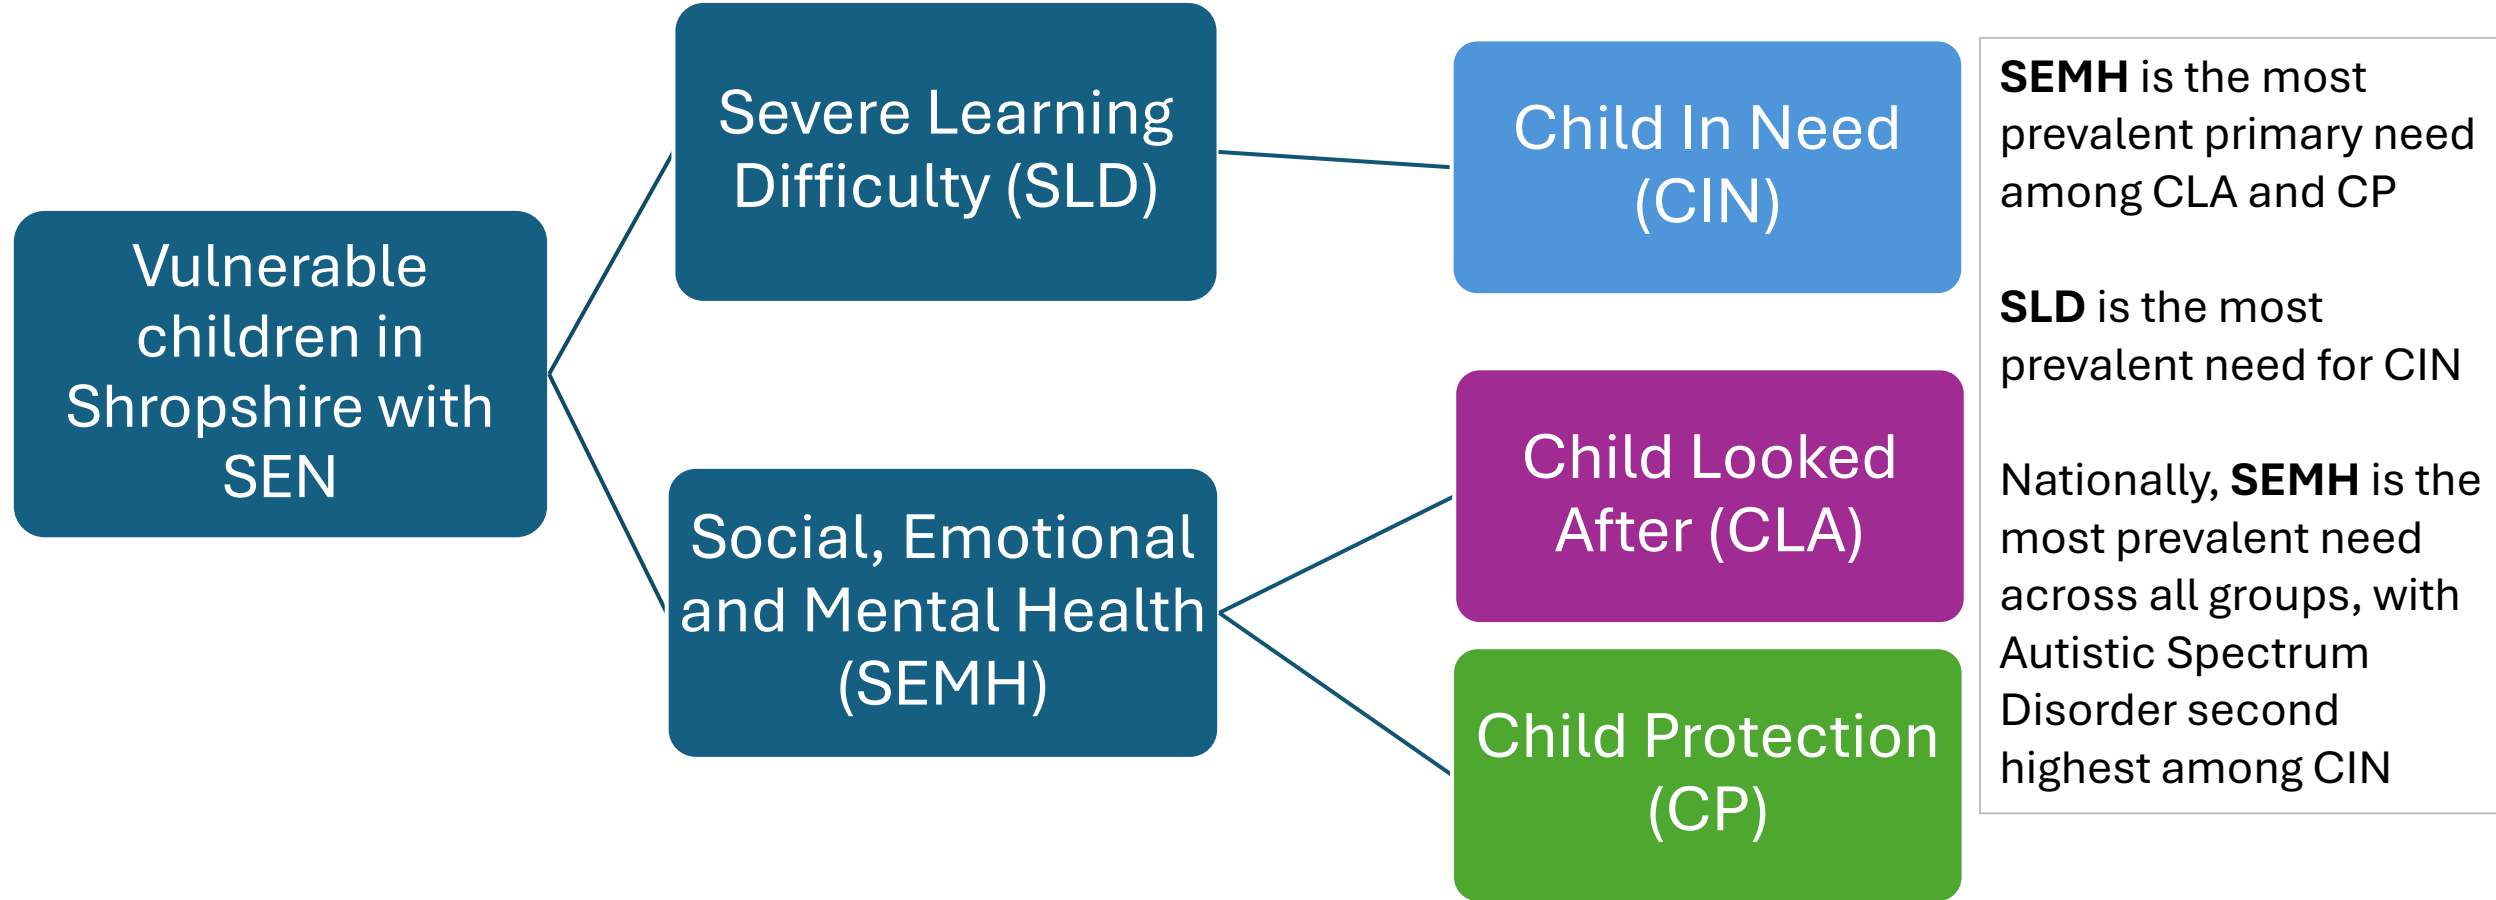 Vulnerable
children in
Shropshire with
SEN
Severe Learning
Difficulty (SLD)
Social, Emotional
and Mental Health
(SEMH)
Child In Need
(CIN)
Child Looked
After (CLA)
Child Protection
(CP)
SEMH is the most
prevalent primary need
among CLA and CP
SLD is the most
prevalent need for CIN
Nationally, SEMH is the
most prevalent need
across all groups, with
Autistic Spectrum
Disorder second
highest among CIN